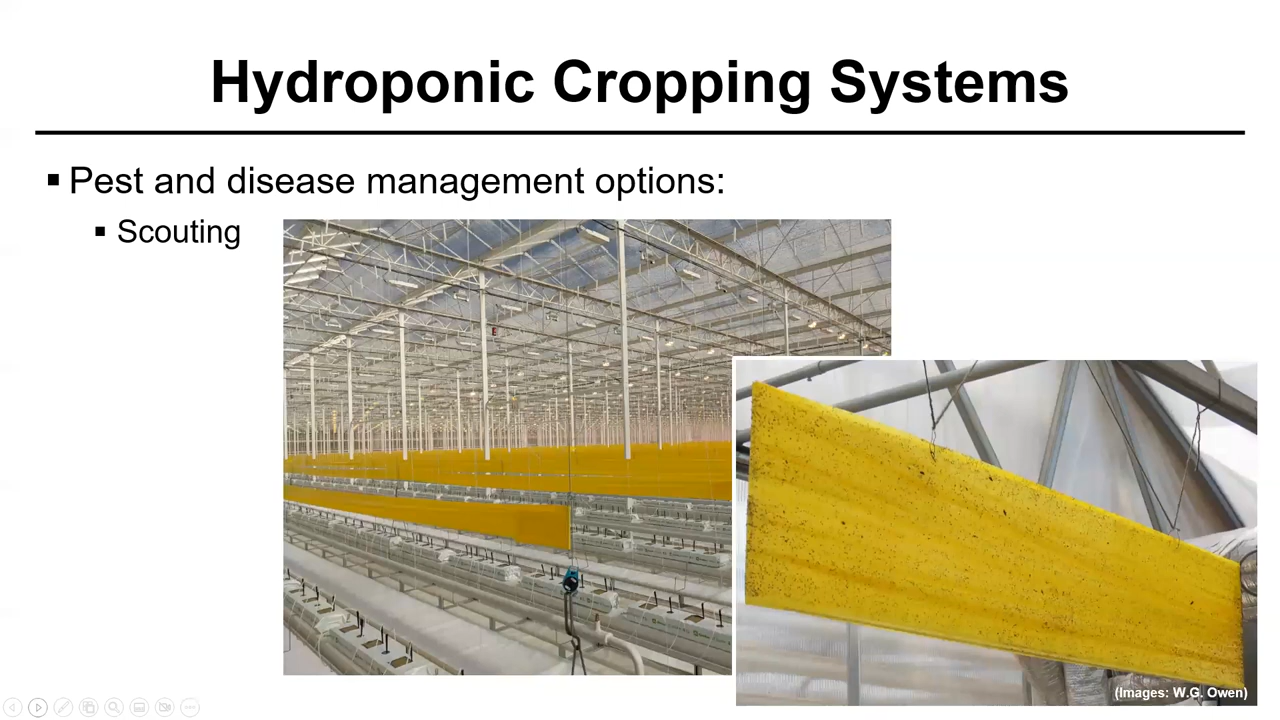 Hydroponic Cropping Systems
Pest and disease management options:
Scouting
(Images: W.G. Owen)